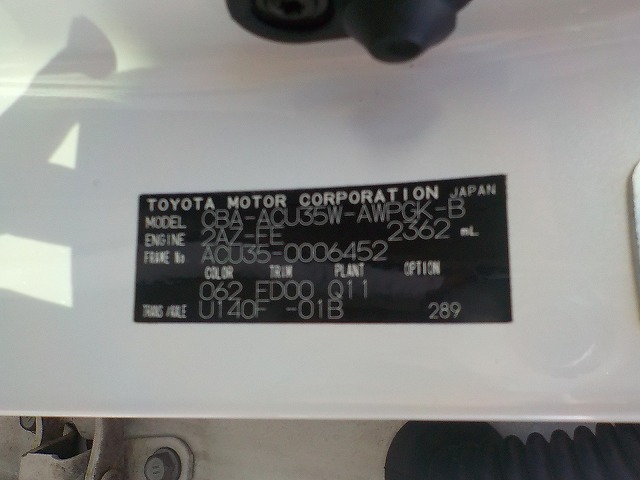 TOYOTA MOTOR CORPORATION JAPAN
MODEL CBA-ACU35W-AWPGK-B
ENGINE 2AZ-FE 2362 mL
FRAME No ACU35-0006452
COLOR TRIM PLANT OPTION
062 FD00 Q11
TRANS/AXLE U140F -01B 289